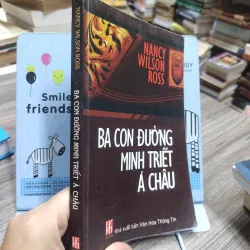 NANCY WILSON ROSS
BA CON ĐƯỜNG MINH TRIẾT Á CHÂU
NANCY
WILSON
ROSS
BA CON ĐƯỜNG
MINH TRIẾT
Á CHÂU
Nhà xuất bản Văn Hóa Thông Tin
Smile
friends